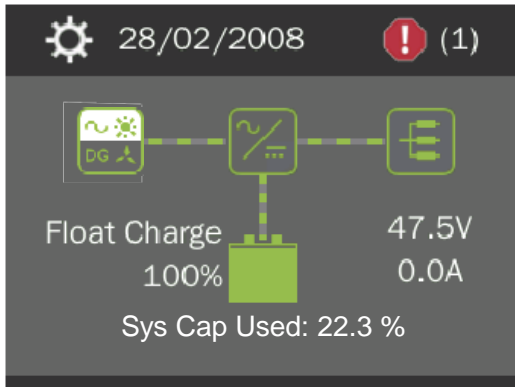 28/02/2008
! (1)
DG
Float Charge
100%
47.5V
0.0A
Sys Cap Used: 22.3 %